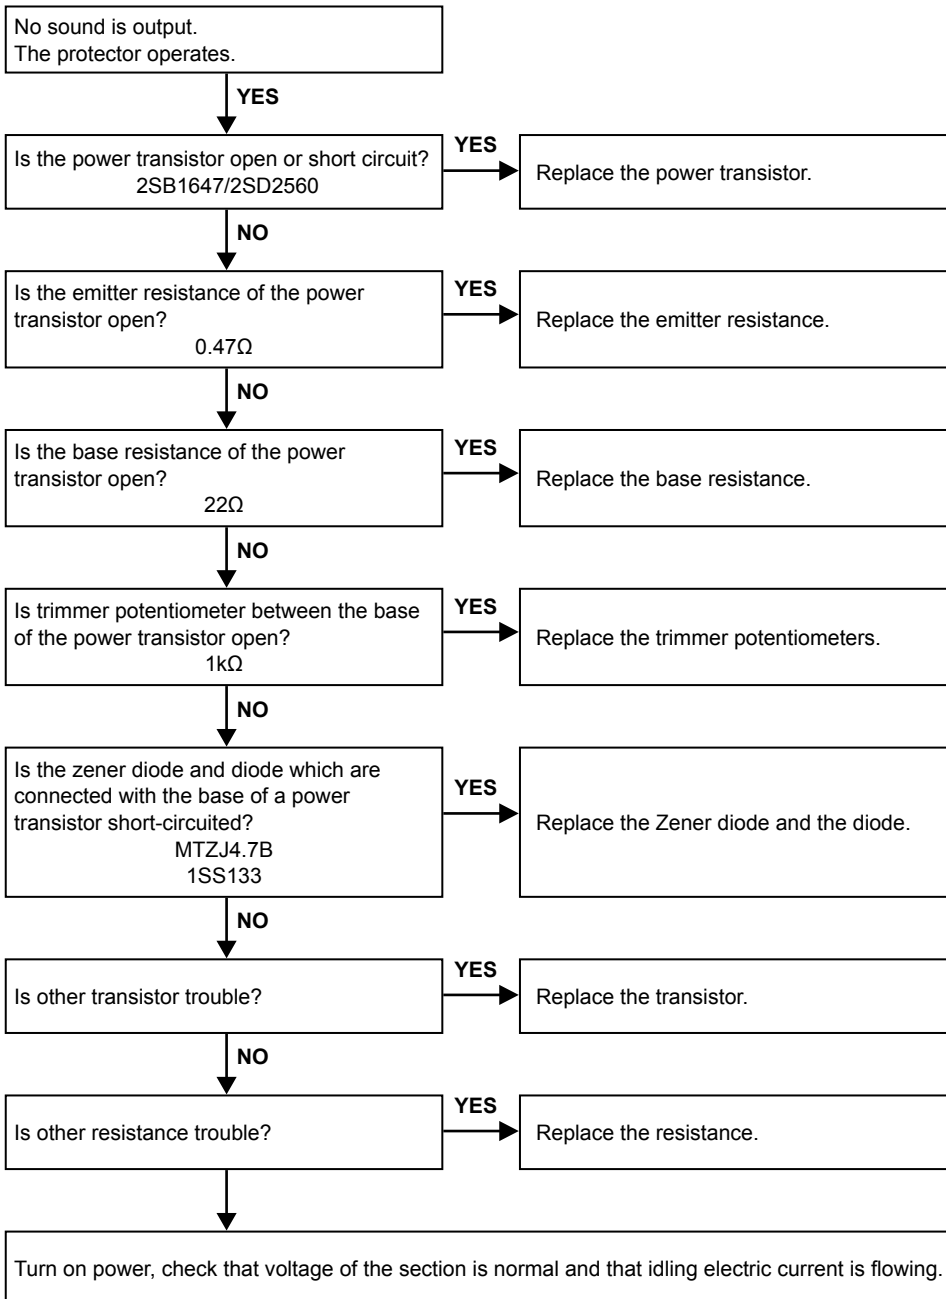 No sound is output.
The protector operates.
YES
Is the power transistor open or short circuit?
2SB1647/2SD2560
YES
Replace the power transistor.
NO
Is the emitter resistance of the power
transistor open?
0.47Ω
YES
Replace the emitter resistance.
NO
Is the base resistance of the power
transistor open?
22Ω
YES
Replace the base resistance.
NO
Is trimmer potentiometer between the base
of the power transistor open?
1kΩ
YES
Replace the trimmer potentiometers.
NO
Is the zener diode and diode which are
connected with the base of a power
transistor short-circuited?
MTZJ4.7B
1SS133
YES
Replace the Zener diode and the diode.
NO
Is other transistor trouble?
YES
Replace the transistor.
NO
Is other resistance trouble?
YES
Replace the resistance.
Turn on power, check that voltage of the section is normal and that idling electric current is flowing.